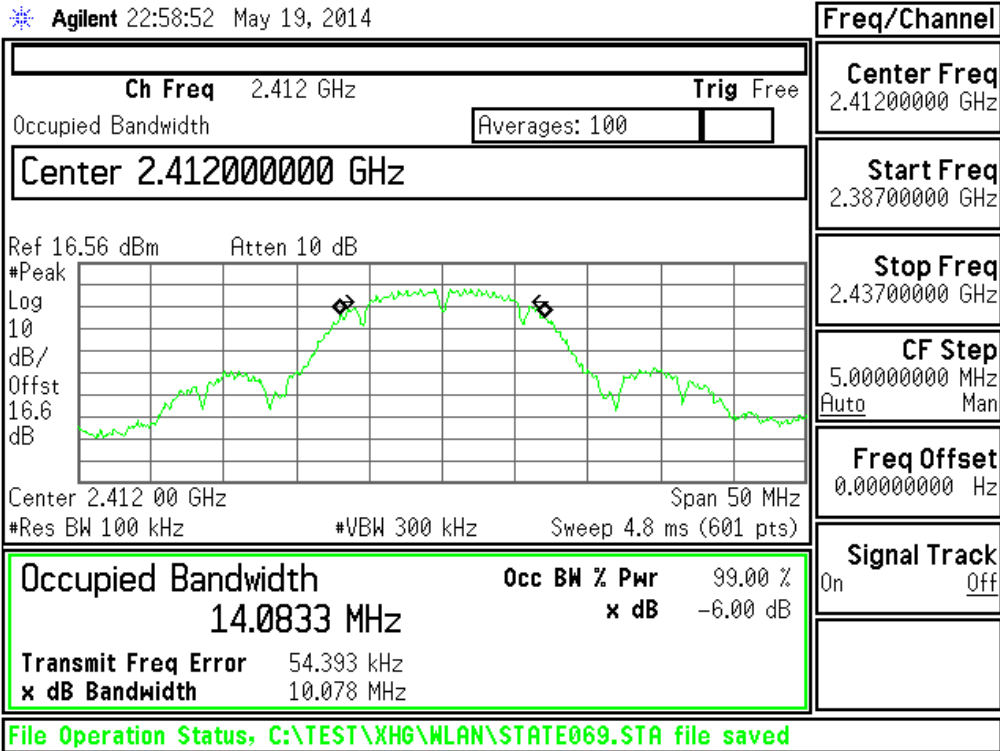 Agilent 22:58:52 May 19, 2014
Freq/Channel
Ch Freq 2.412 GHz Trig Free
Occupied Bandwidth Averages: 100
Center 2.412000000 GHz
Ref 16.56 dBm Atten 10 dB
#Peak
Log
10
dB/
Offst
16.6
dB
Center 2.412 00 GHz Span 50 MHz
#Res BW 100 kHz #VBW 300 kHz Sweep 4.8 ms (601 pts)
Occupied Bandwidth
14.0833 MHz
Occ BW % Pwr 99.00 %
x dB -6.00 dB
Transmit Freq Error 54.393 kHz
x dB Bandwidth 10.078 MHz
Center Freq
2.41200000 GHz
Start Freq
2.38700000 GHz
Stop Freq
2.43700000 GHz
CF Step
5.00000000 MHz
Auto Man
Freq Offset
0.00000000 Hz
Signal Track
On Off
File Operation Status, C:\TEST\XHG\WLAN\STATE069.STA file saved